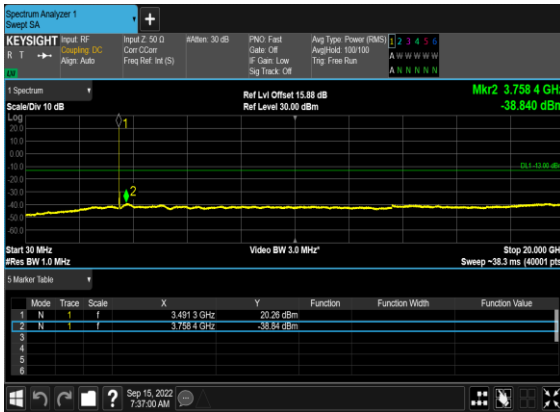 Spectrum Analyzer 1
Swept SA
+
KEYSIGHT Input: RF Input Z: 50 Ω #Atten: 30 dB PNO: Fast Avg Type: Power (RMS) 1 2 3 4 5 6
R T Coupling: DC Corr CCorr Gate: Off Avg|Hold: 100/100 A W W W W W
Align: Auto Freq Ref: Int (S) IF Gain: Low Trig: Free Run
Sig Track: Off A N N N N N
1 Spectrum Ref Lvl Offset 15.88 dB Mkr2 3.758 4 GHz
Scale/Div 10 dB Ref Level 30.00 dBm -38.840 dBm
Log
20.0
10.0
0.00
-10.0
-20.0
-30.0
-40.0
-50.0
-60.0
1
DL1 -13.00 dBm
2
Start 30 MHz Video BW 3.0 MHz* Stop 20.000 GHz
#Res BW 1.0 MHz Sweep ~38.3 ms (40001 pts)
5 Marker Table
Mode Trace Scale X Y Function Function Width Function Value
1 N 1 f 3.491 3 GHz 20.26 dBm
2 N 1 f 3.758 4 GHz -38.84 dBm
3
4
5
6
? Sep 15, 2022
7:37:00 AM